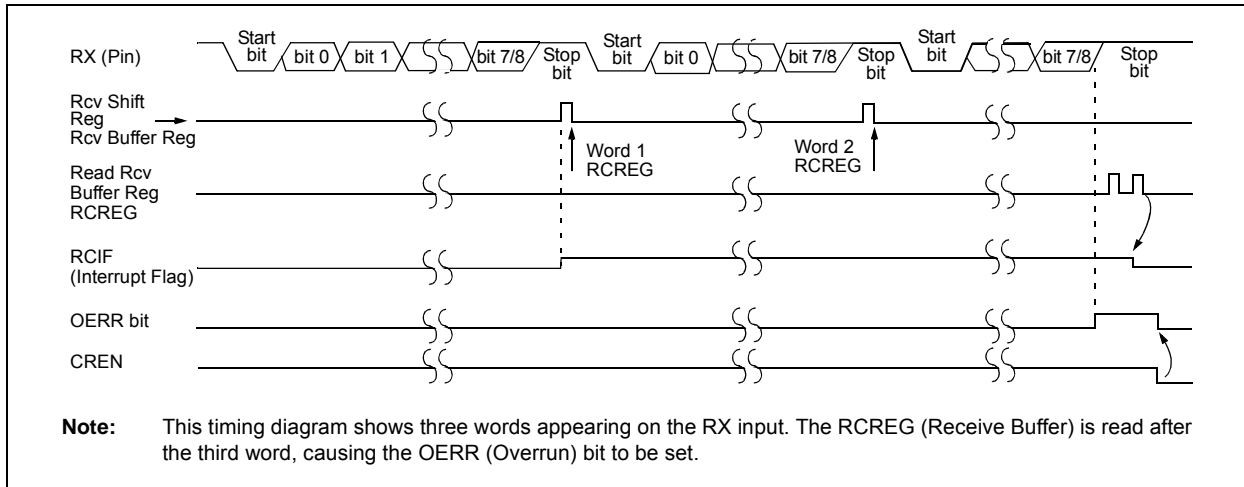 RX (Pin)
Start bit
bit 0
bit 1
bit 7/8
Stop bit
Start bit
bit 0
bit 7/8
Stop bit
Start bit
bit 7/8
Stop bit
Rcv Shift
Reg
Rcv Buffer Reg
Word 1
RCREG
Word 2
RCREG
Read Rcv
Buffer Reg
RCREG
RCIF
(Interrupt Flag)
OERR bit
CREN
Note: This timing diagram shows three words appearing on the RX input. The RCREG (Receive Buffer) is read after
the third word, causing the OERR (Overrun) bit to be set.